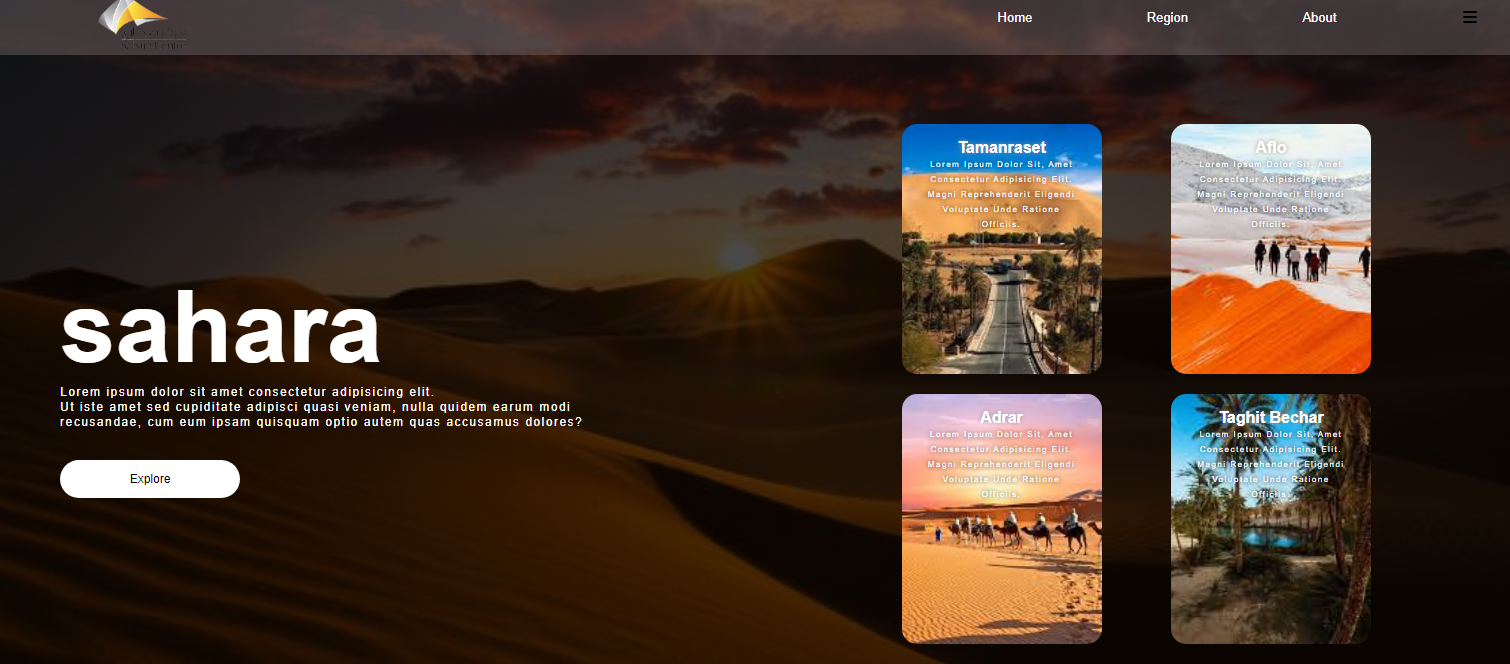 Home
Region
About
sahara
Lorem ipsum dolor sit amet consectetur adipisicing elit.
Ut iste amet sed cupiditate adipisci quasi veniam, nulla quidem earum modi
recusandae, cum eum ipsam quisquam optio autem quas accusamus dolores?
Explore
Tamanraset
Lorem Ipsum Dolor Sit, Amet
Consectetur Adipisicing Elit.
Magni Reprehenderit Eligendi
Voluptate Unde Ratione
Officiis.
Aflo
Lorem Ipsum Dolor Sit, Amet
Consectetur Adipisicing Elit.
Magni Reprehenderit Eligendi
Voluptate Unde Ratione
Officiis.
Adrar
Lorem Ipsum Dolor Sit, Amet
Consectetur Adipisicing Elit.
Magni Reprehenderit Eligendi
Voluptate Unde Ratione
Officiis.
Taghit Bechar
Lorem Ipsum Dolor Sit, Amet
Consectetur Adipisicing Elit.
Magni Reprehenderit Eligendi
Voluptate Unde Ratione
Officiis.